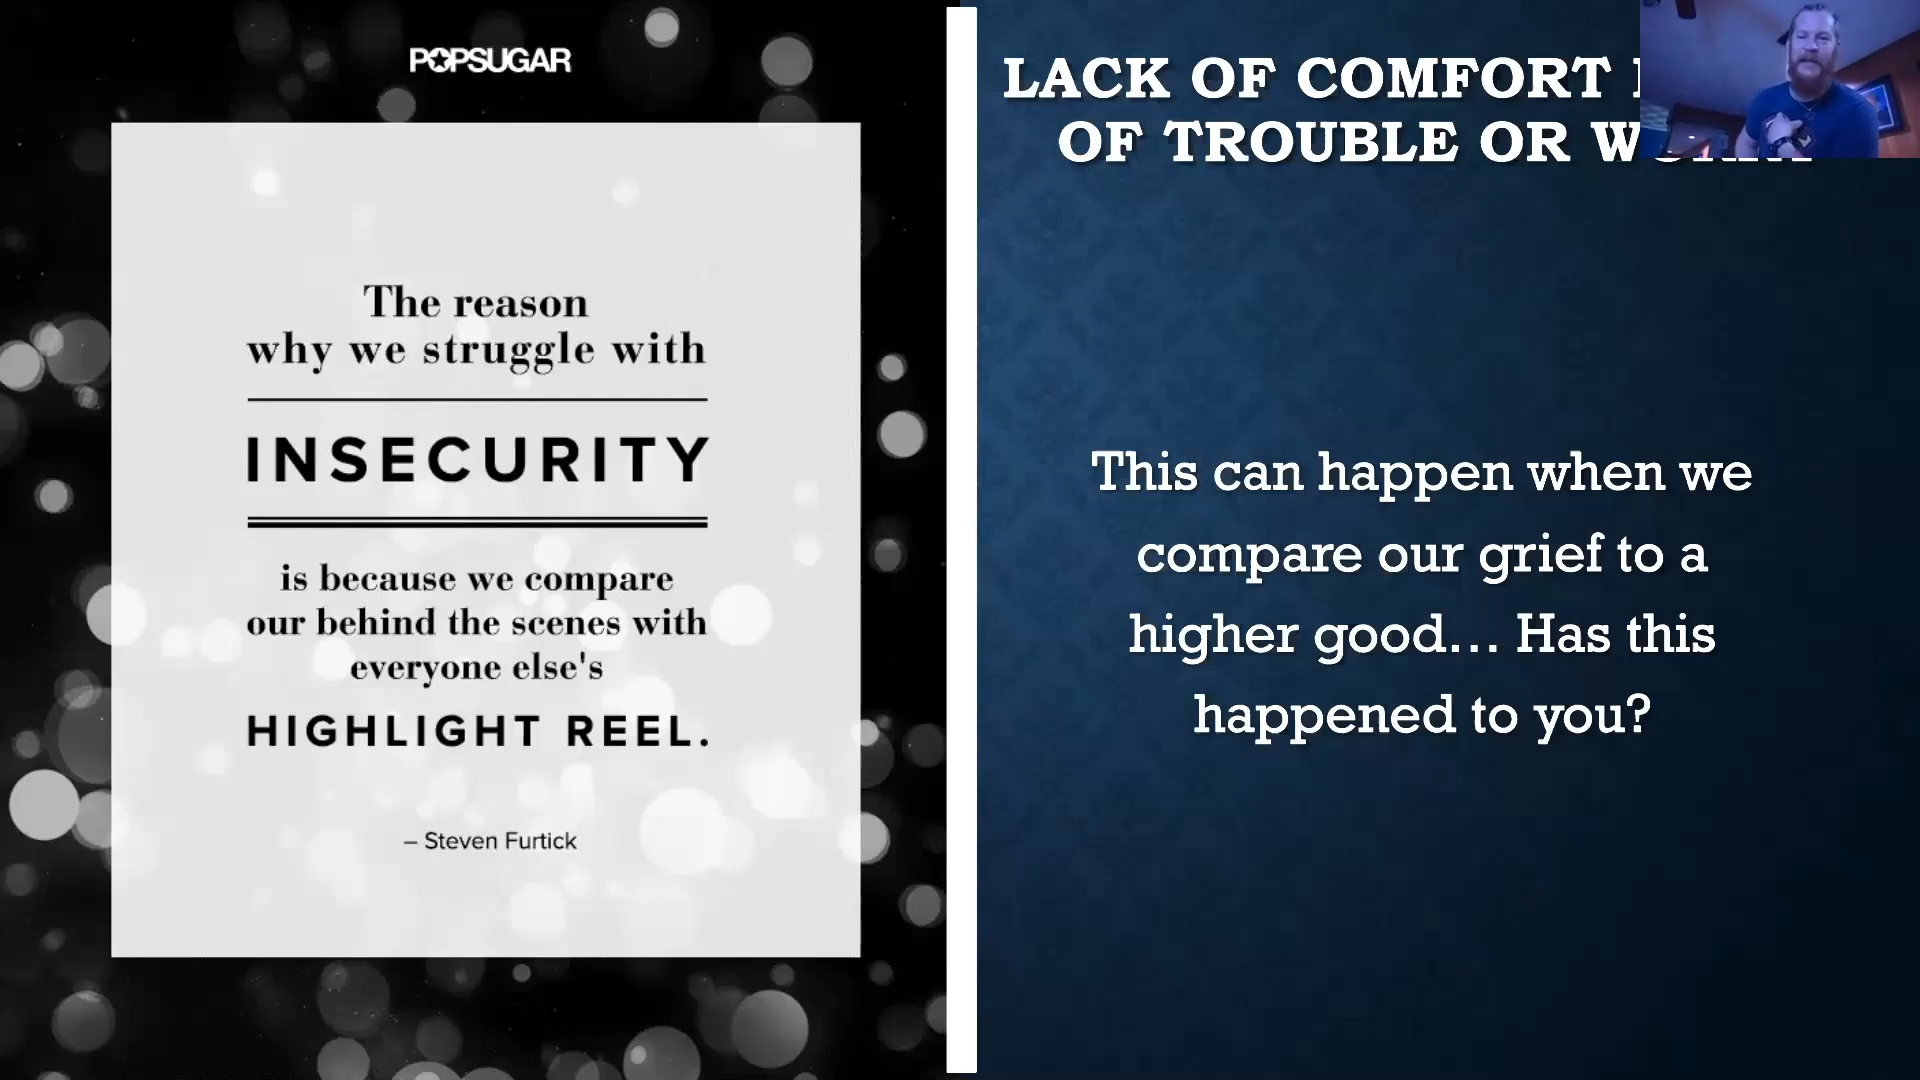 POPSUGAR
The reason
why we struggle with
INSECURITY
is because we compare
our behind the scenes with
everyone else's
HIGHLIGHT REEL.
– Steven Furtick
LACK OF COMFORT
OF TROUBLE OR
This can happen when we
compare our grief to a
higher good... Has this
happened to you?